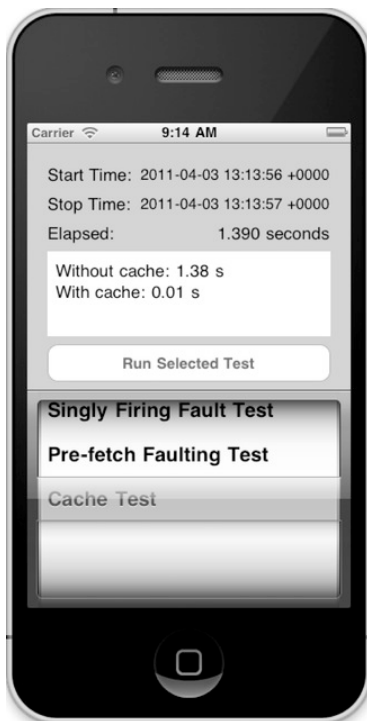 Carrier 9:14 AM
Start Time: 2011-04-03 13:13:56 +0000
Stop Time: 2011-04-03 13:13:57 +0000
Elapsed: 1.390 seconds
Without cache: 1.38 s
With cache: 0.01 s
Run Selected Test
Singly Firing Fault Test
Pre-fetch Faulting Test
Cache Test